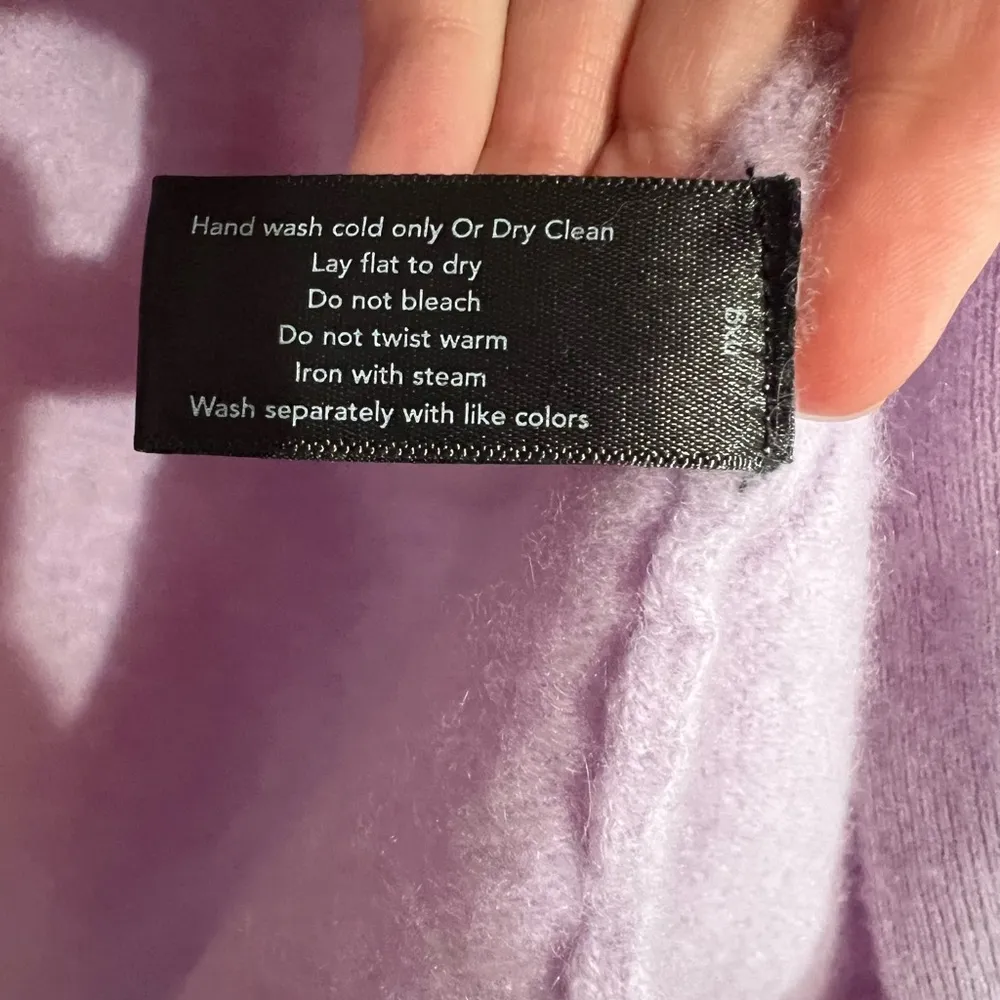 Hand wash cold only Or Dry Clean
Lay flat to dry
Do not bleach
Do not twist warm
Iron with steam
Wash separately with like colors